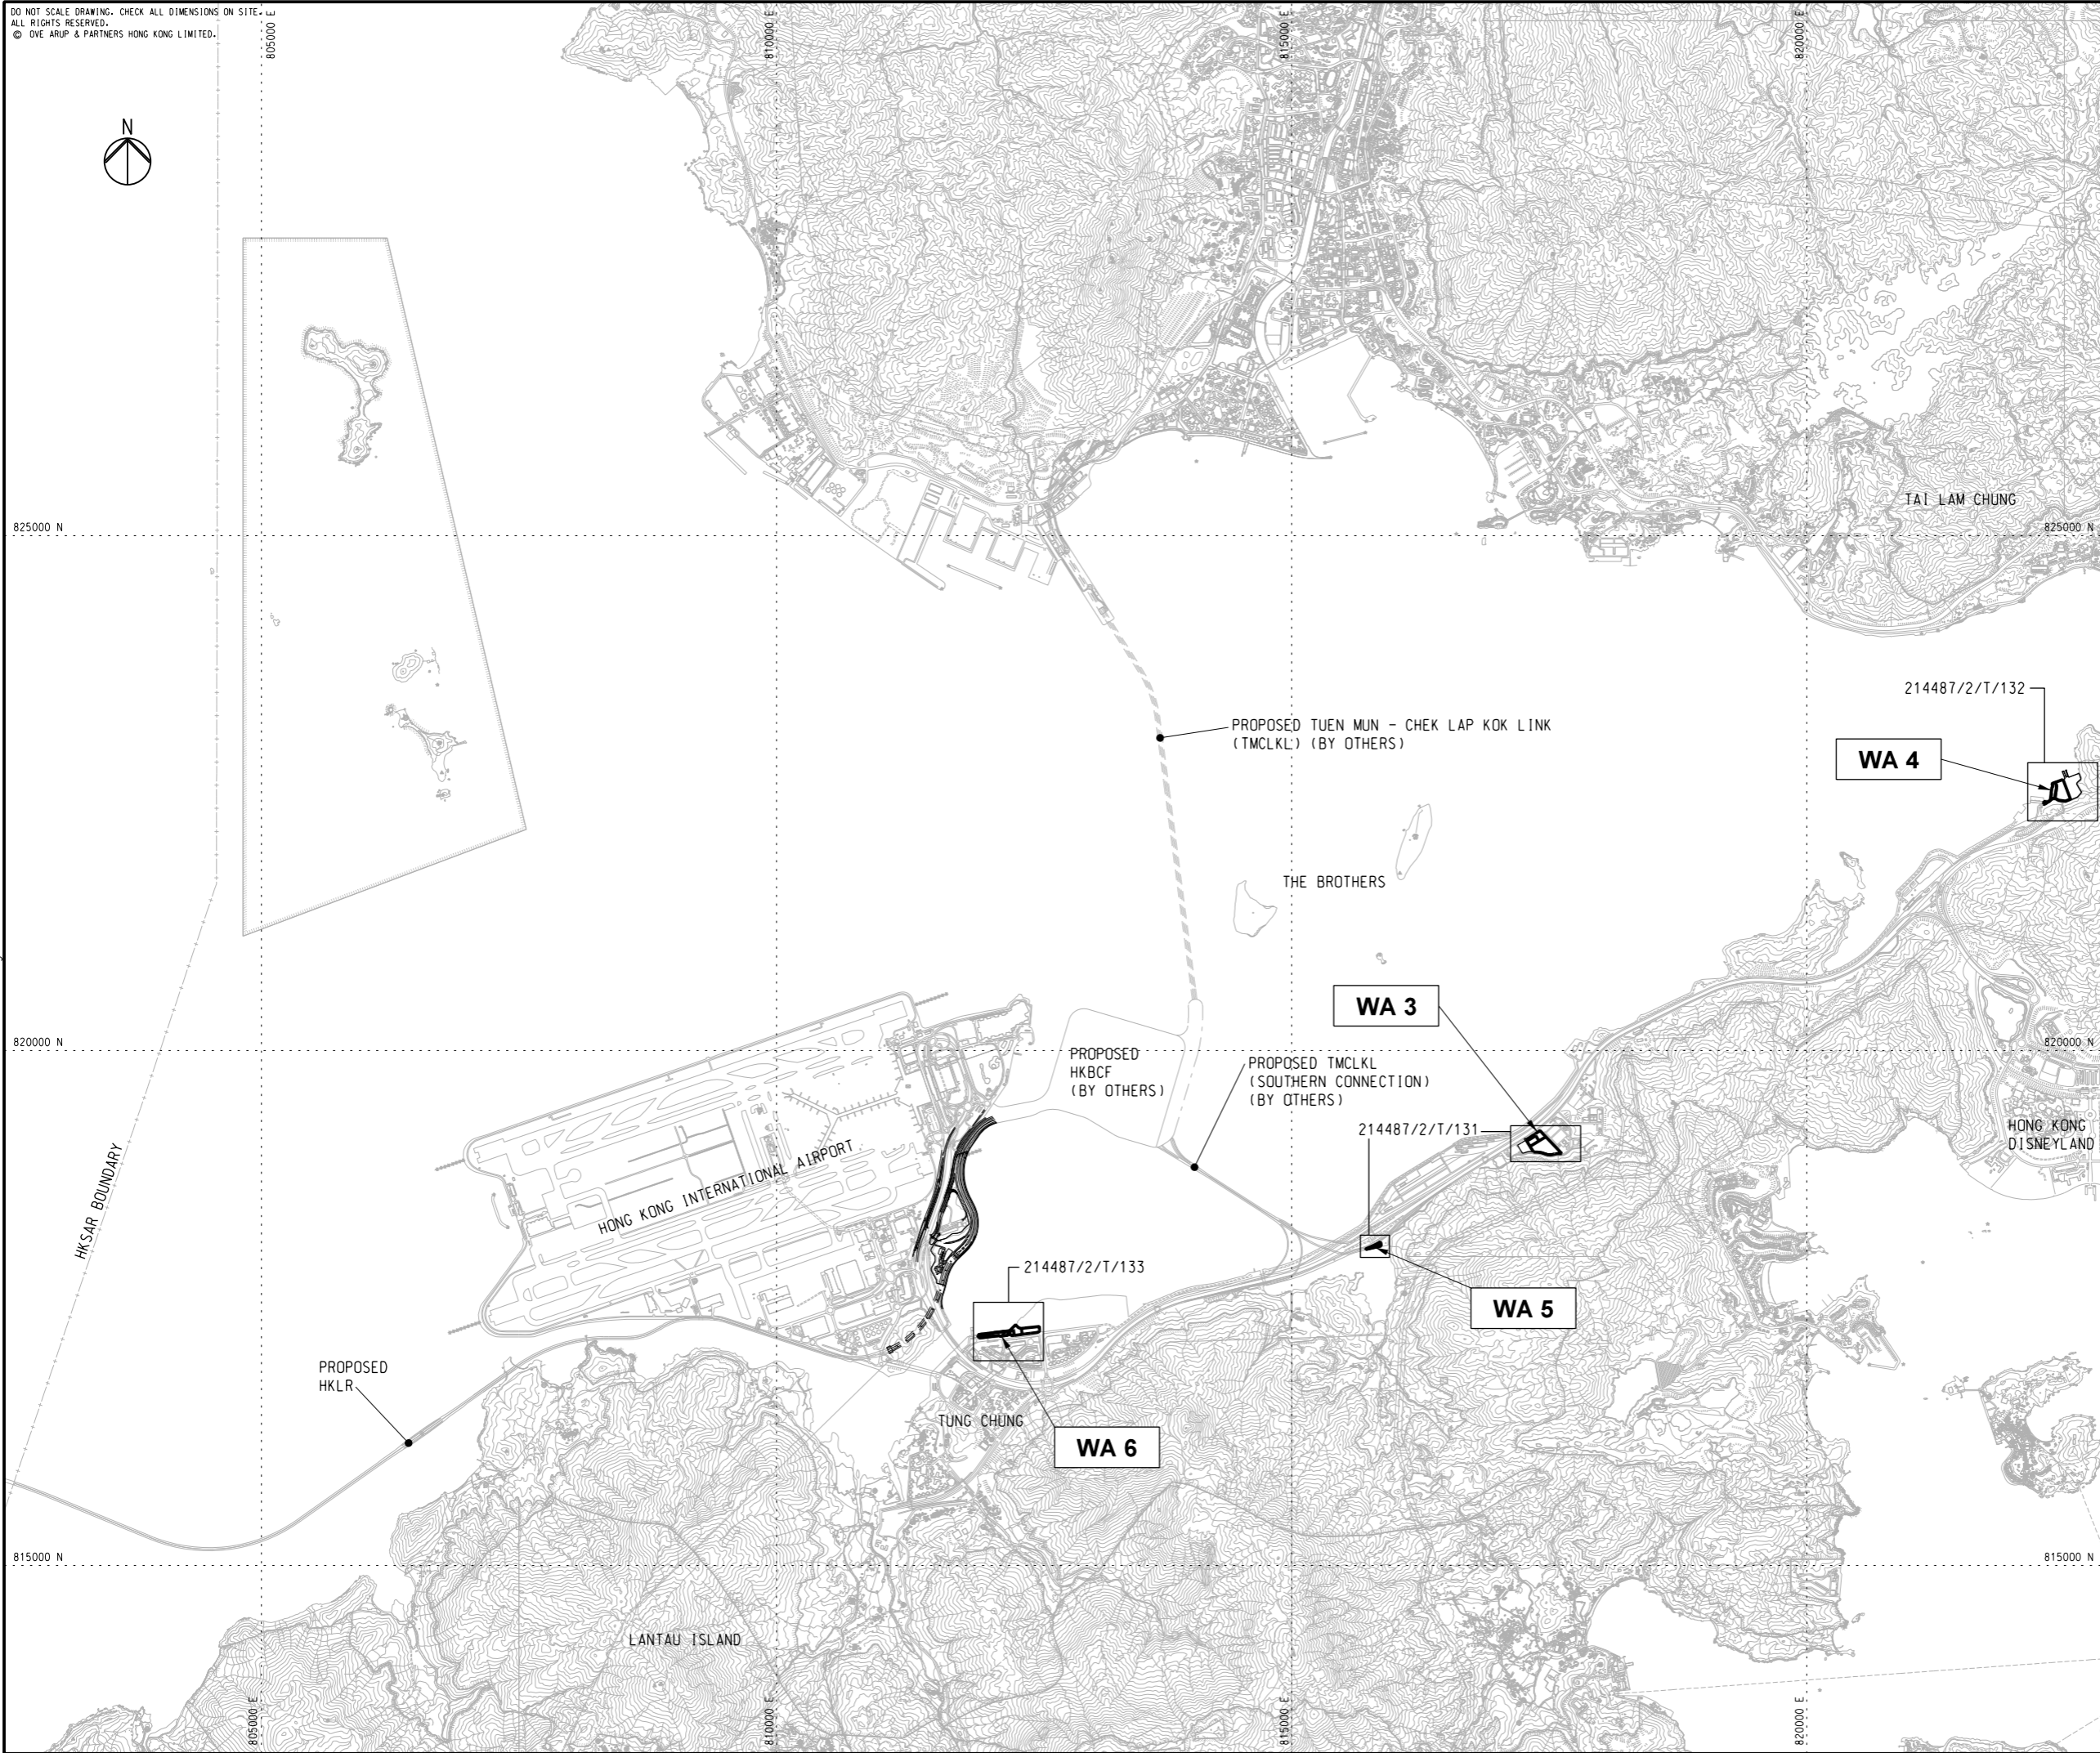 DO NOT SCALE DRAWING. CHECK ALL DIMENSIONS ON SITE.
ALL RIGHTS RESERVED.
© OVE ARUP & PARTNERS HONG KONG LIMITED.
805000 E
810000 E
815000 E
820000 E
N
TAI LAM CHUNG
825000 N
825000 N
214487/2/T/132
PROPOSED TUEN MUN - CHEK LAP KOK LINK
(TMCLKL) (BY OTHERS)
WA 4
THE BROTHERS
WA 3
820000 N
820000 N
PROPOSED
HKBCF
(BY OTHERS)
PROPOSED TMCLKL
(SOUTHERN CONNECTION)
(BY OTHERS)
214487/2/T/131
HONG KONG
DISNEYLAND
HONG KONG INTERNATIONAL AIRPORT
HKSAR BOUNDARY
214487/2/T/133
WA 5
PROPOSED
HKLR
TUNG CHUNG
WA 6
815000 N
815000 N
LANTAU ISLAND
805000 E
810000 E
815000 E
820000 E